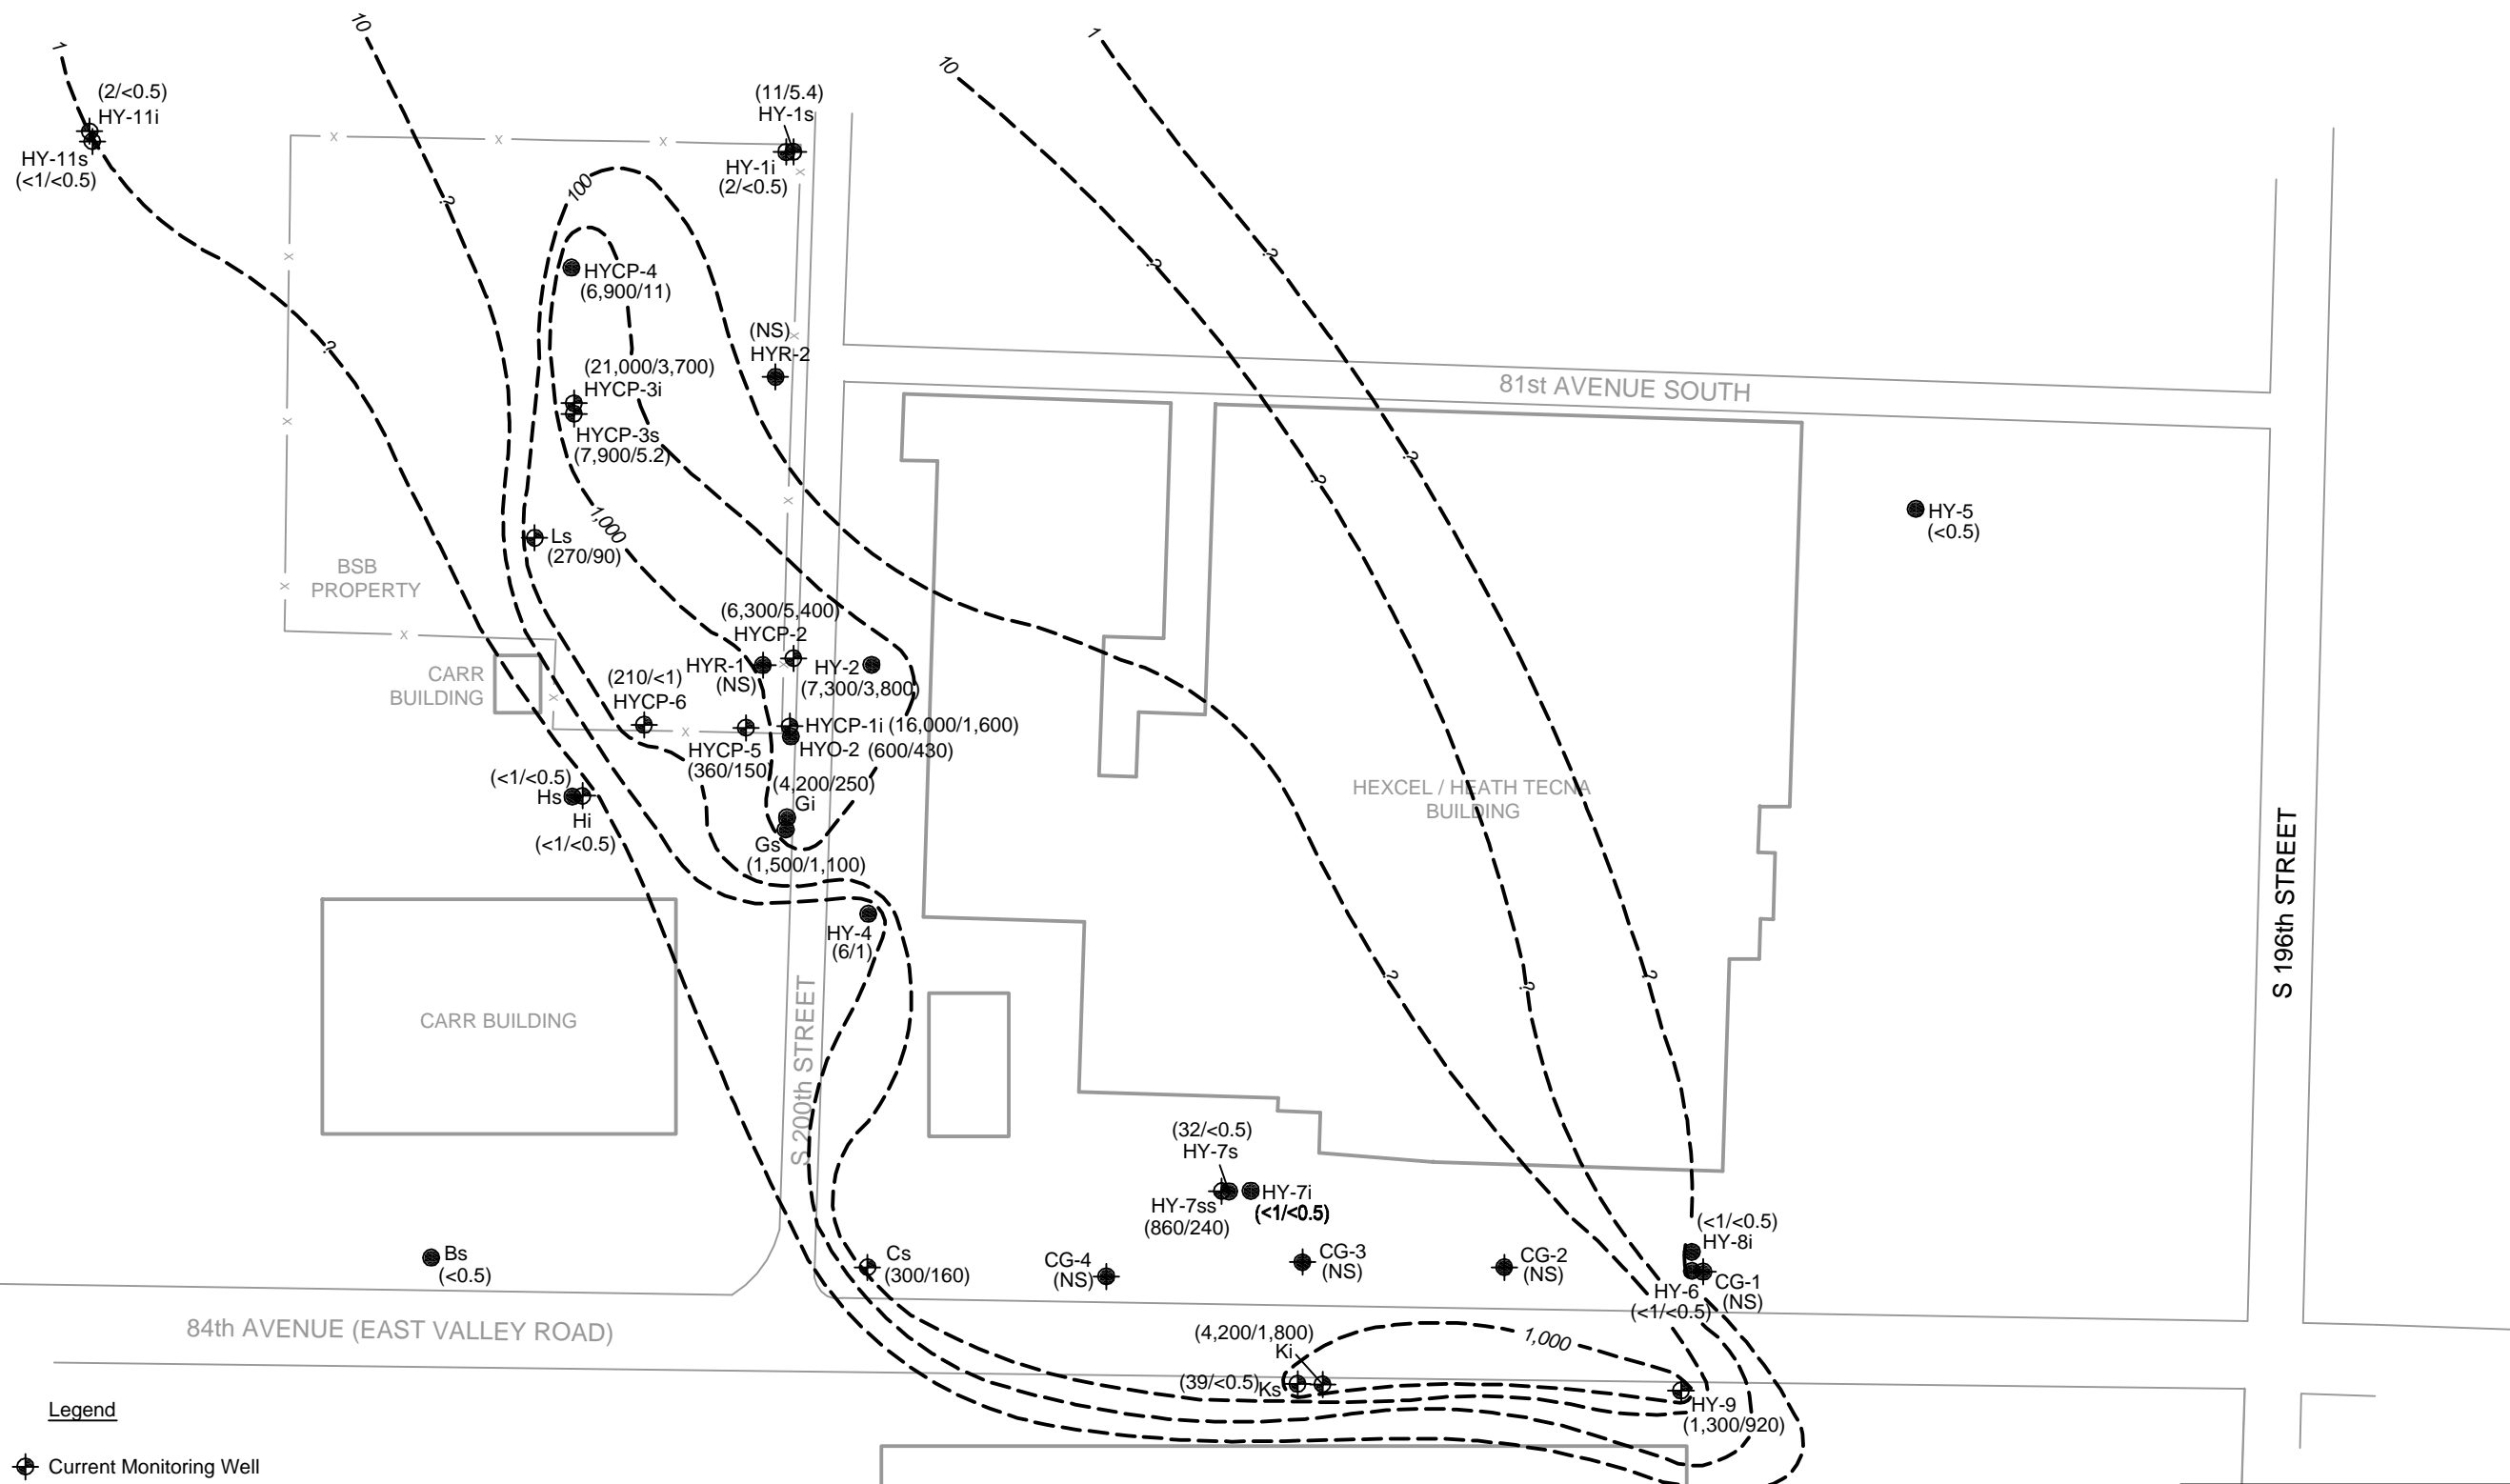 1
10
1
10
(2/<0.5)
HY-11i
HY-11s
(<1/<0.5)
(11/5.4)
HY-1s
HY-1i
(2/<0.5)
100
?
?
?
HYCP-4
(6,900/11)
(NS)
HYR-2
?
(21,000/3,700)
HYCP-3i
HYCP-3s
(7,900/5.2)
81st AVENUE SOUTH
?
?
1,000
Ls
(270/90)
HY-5
(<0.5)
BSB
PROPERTY
(6,300/5,400)
HYCP-2
HYR-1
(NS)
HY-2
(7,300/3,800)
CARR
BUILDING
(210/<1)
HYCP-6
HYCP-5
(360/150)
HYCP-1i (16,000/1,600)
HYO-2 (600/430)
(4,200/250)
Gi
Gs
(1,500/1,100)
(<1/<0.5)
Hs
Hi
(<1/<0.5)
HEXCEL / HEATH TECNA
BUILDING
S 196th STREET
HY-4
(6/1)
?
?
?
CARR BUILDING
S 200th STREET
(32/<0.5)
HY-7s
HY-7ss
(860/240)
HY-7i
(<1/<0.5)
Bs
(<0.5)
Cs
(300/160)
CG-4
(NS)
CG-3
(NS)
CG-2
(NS)
(<1/<0.5)
HY-8i
HY-6
(<1/<0.5)
CG-1
(NS)
84th AVENUE (EAST VALLEY ROAD)
(4,200/1,800)
Ki
1,000
(39/<0.5)
Ks
HY-9
(1,300/920)
Legend
Current Monitoring Well
x
x
x
x
x
x
x
x
x
x
x
x
x
x